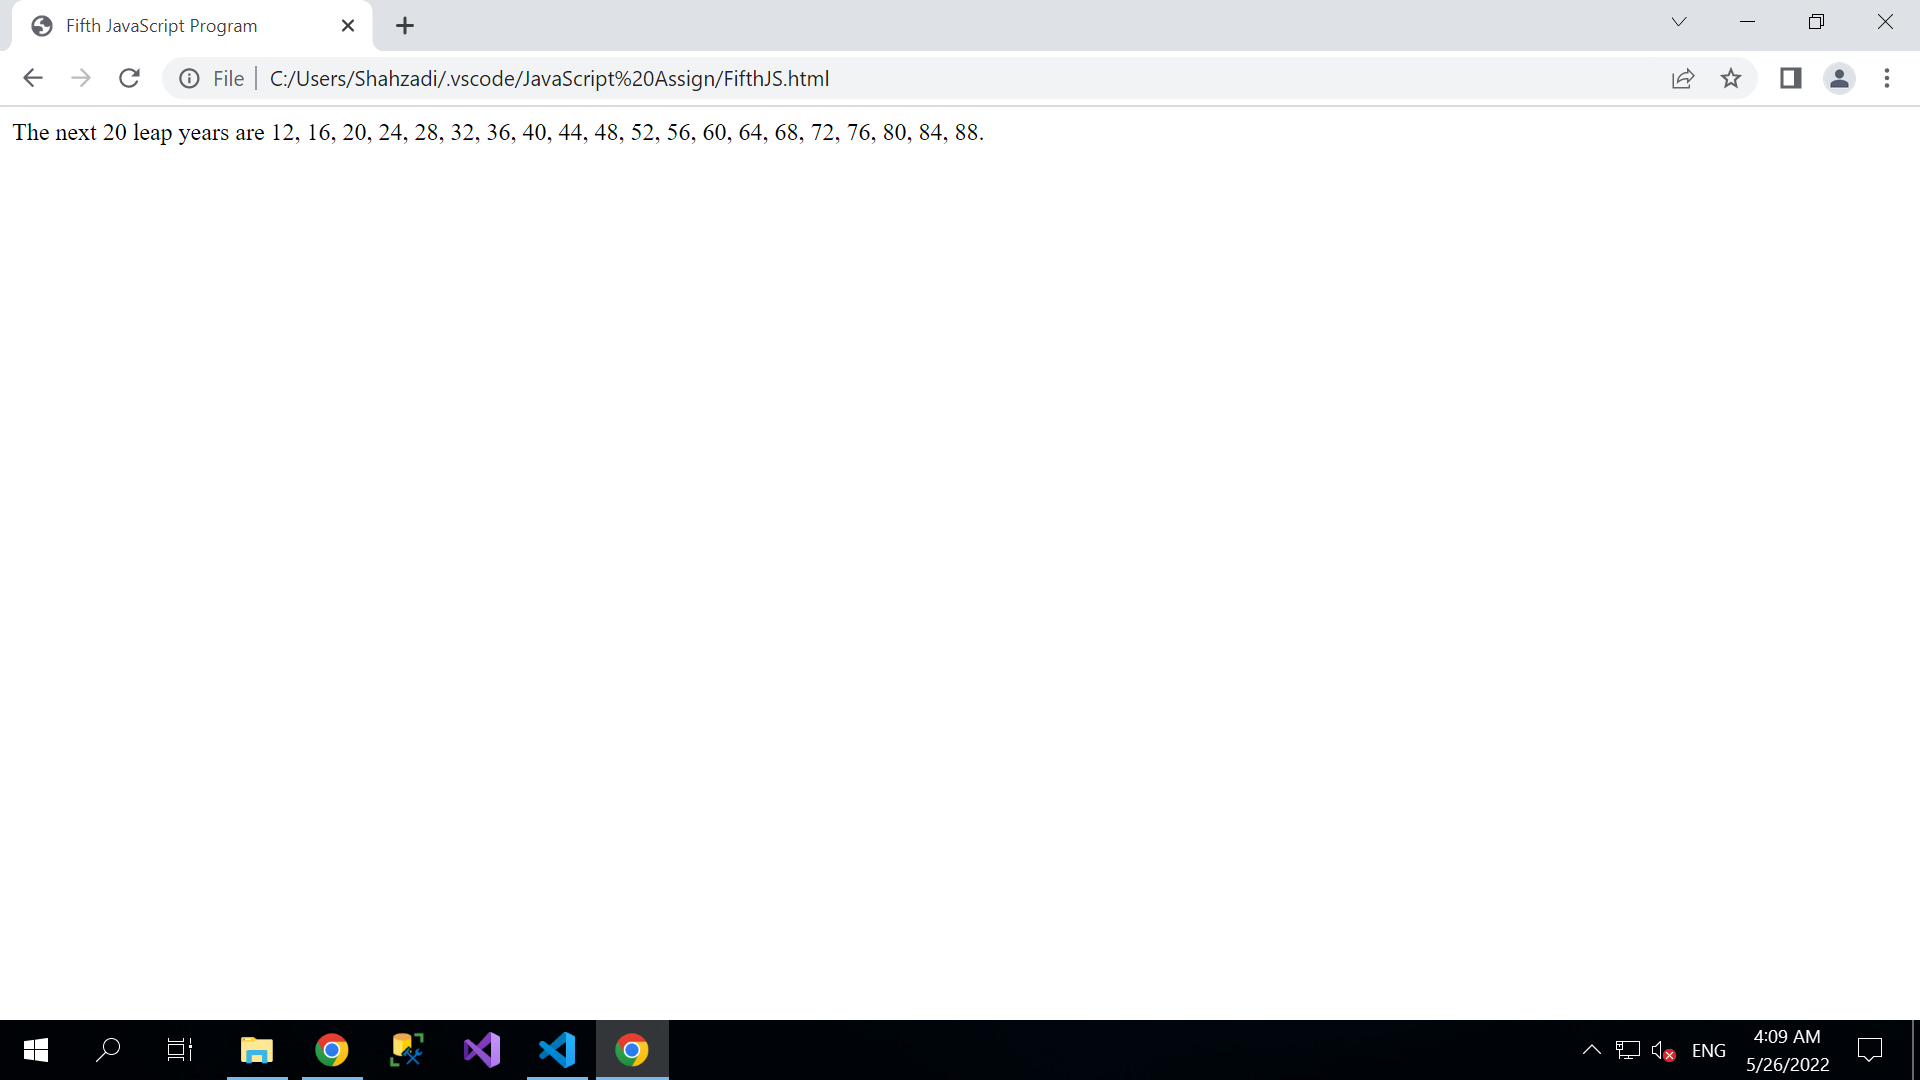 Fifth JavaScript Program
File C:/Users/Shahzadi/.vscode/JavaScript%20Assign/FifthJS.html
The next 20 leap years are 12, 16, 20, 24, 28, 32, 36, 40, 44, 48, 52, 56, 60, 64, 68, 72, 76, 80, 84, 88.
ENG
4:09 AM
5/26/2022